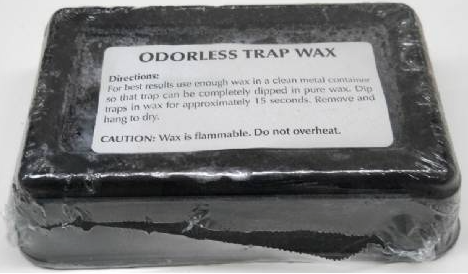 ODORLESS TRAP WAX
Directions:
For best results use enough wax in a clean metal container
so that trap can be completely dipped in pure wax. Dip
traps in wax for approximately 15 seconds. Remove and
hang to dry.
CAUTION: Wax is flammable. Do not overheat.